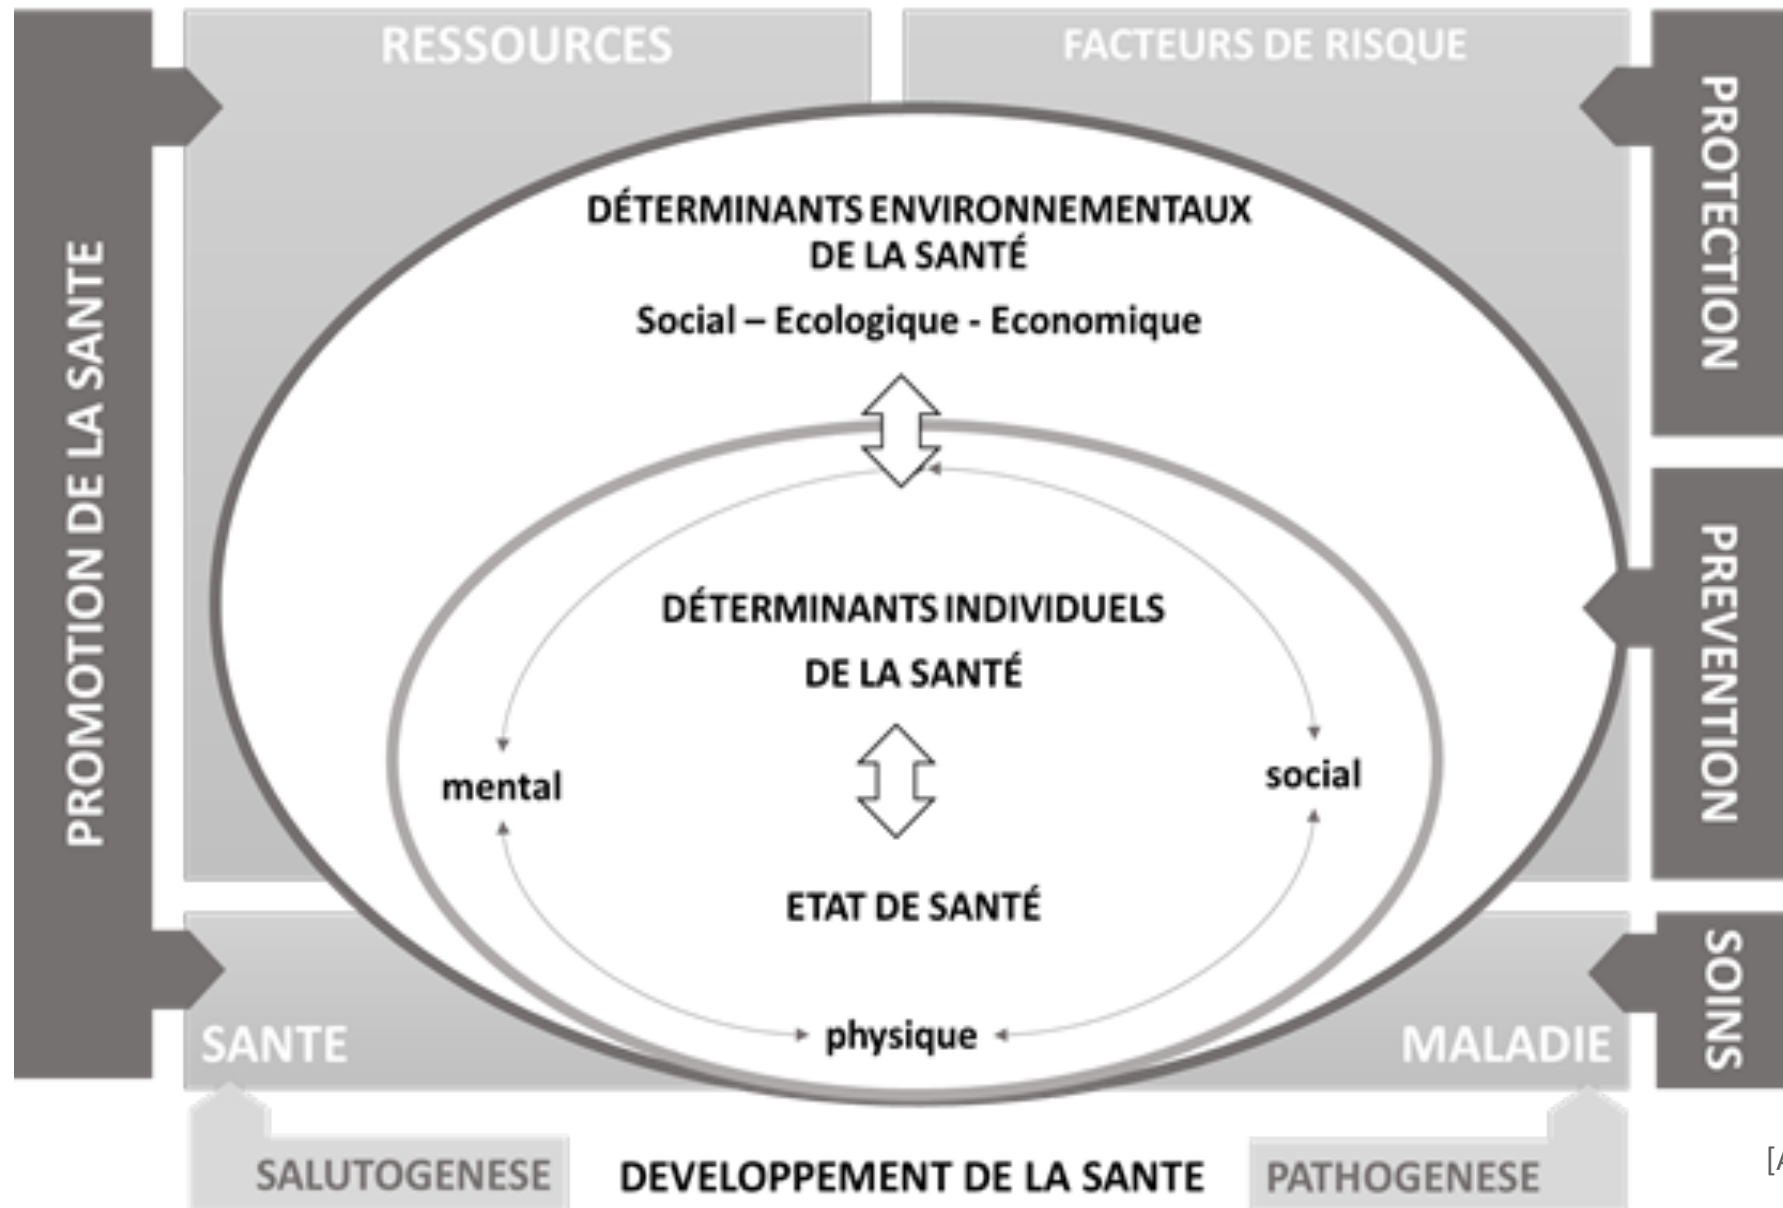 RESSOURCES
FACTEURS DE RISQUE
PROMOTION DE LA SANTE
PROTECTION
DÉTERMINANTS ENVIRONNEMENTAUX
DE LA SANTÉ
Social – Ecologique - Economique
PREVENTION
DÉTERMINANTS INDIVIDUELS
DE LA SANTÉ
mental
social
ETAT DE SANTÉ
SOINS
physique
SANTE
MALADIE
SALUTOGENESE
DEVELOPPEMENT DE LA SANTE
PATHOGENESE